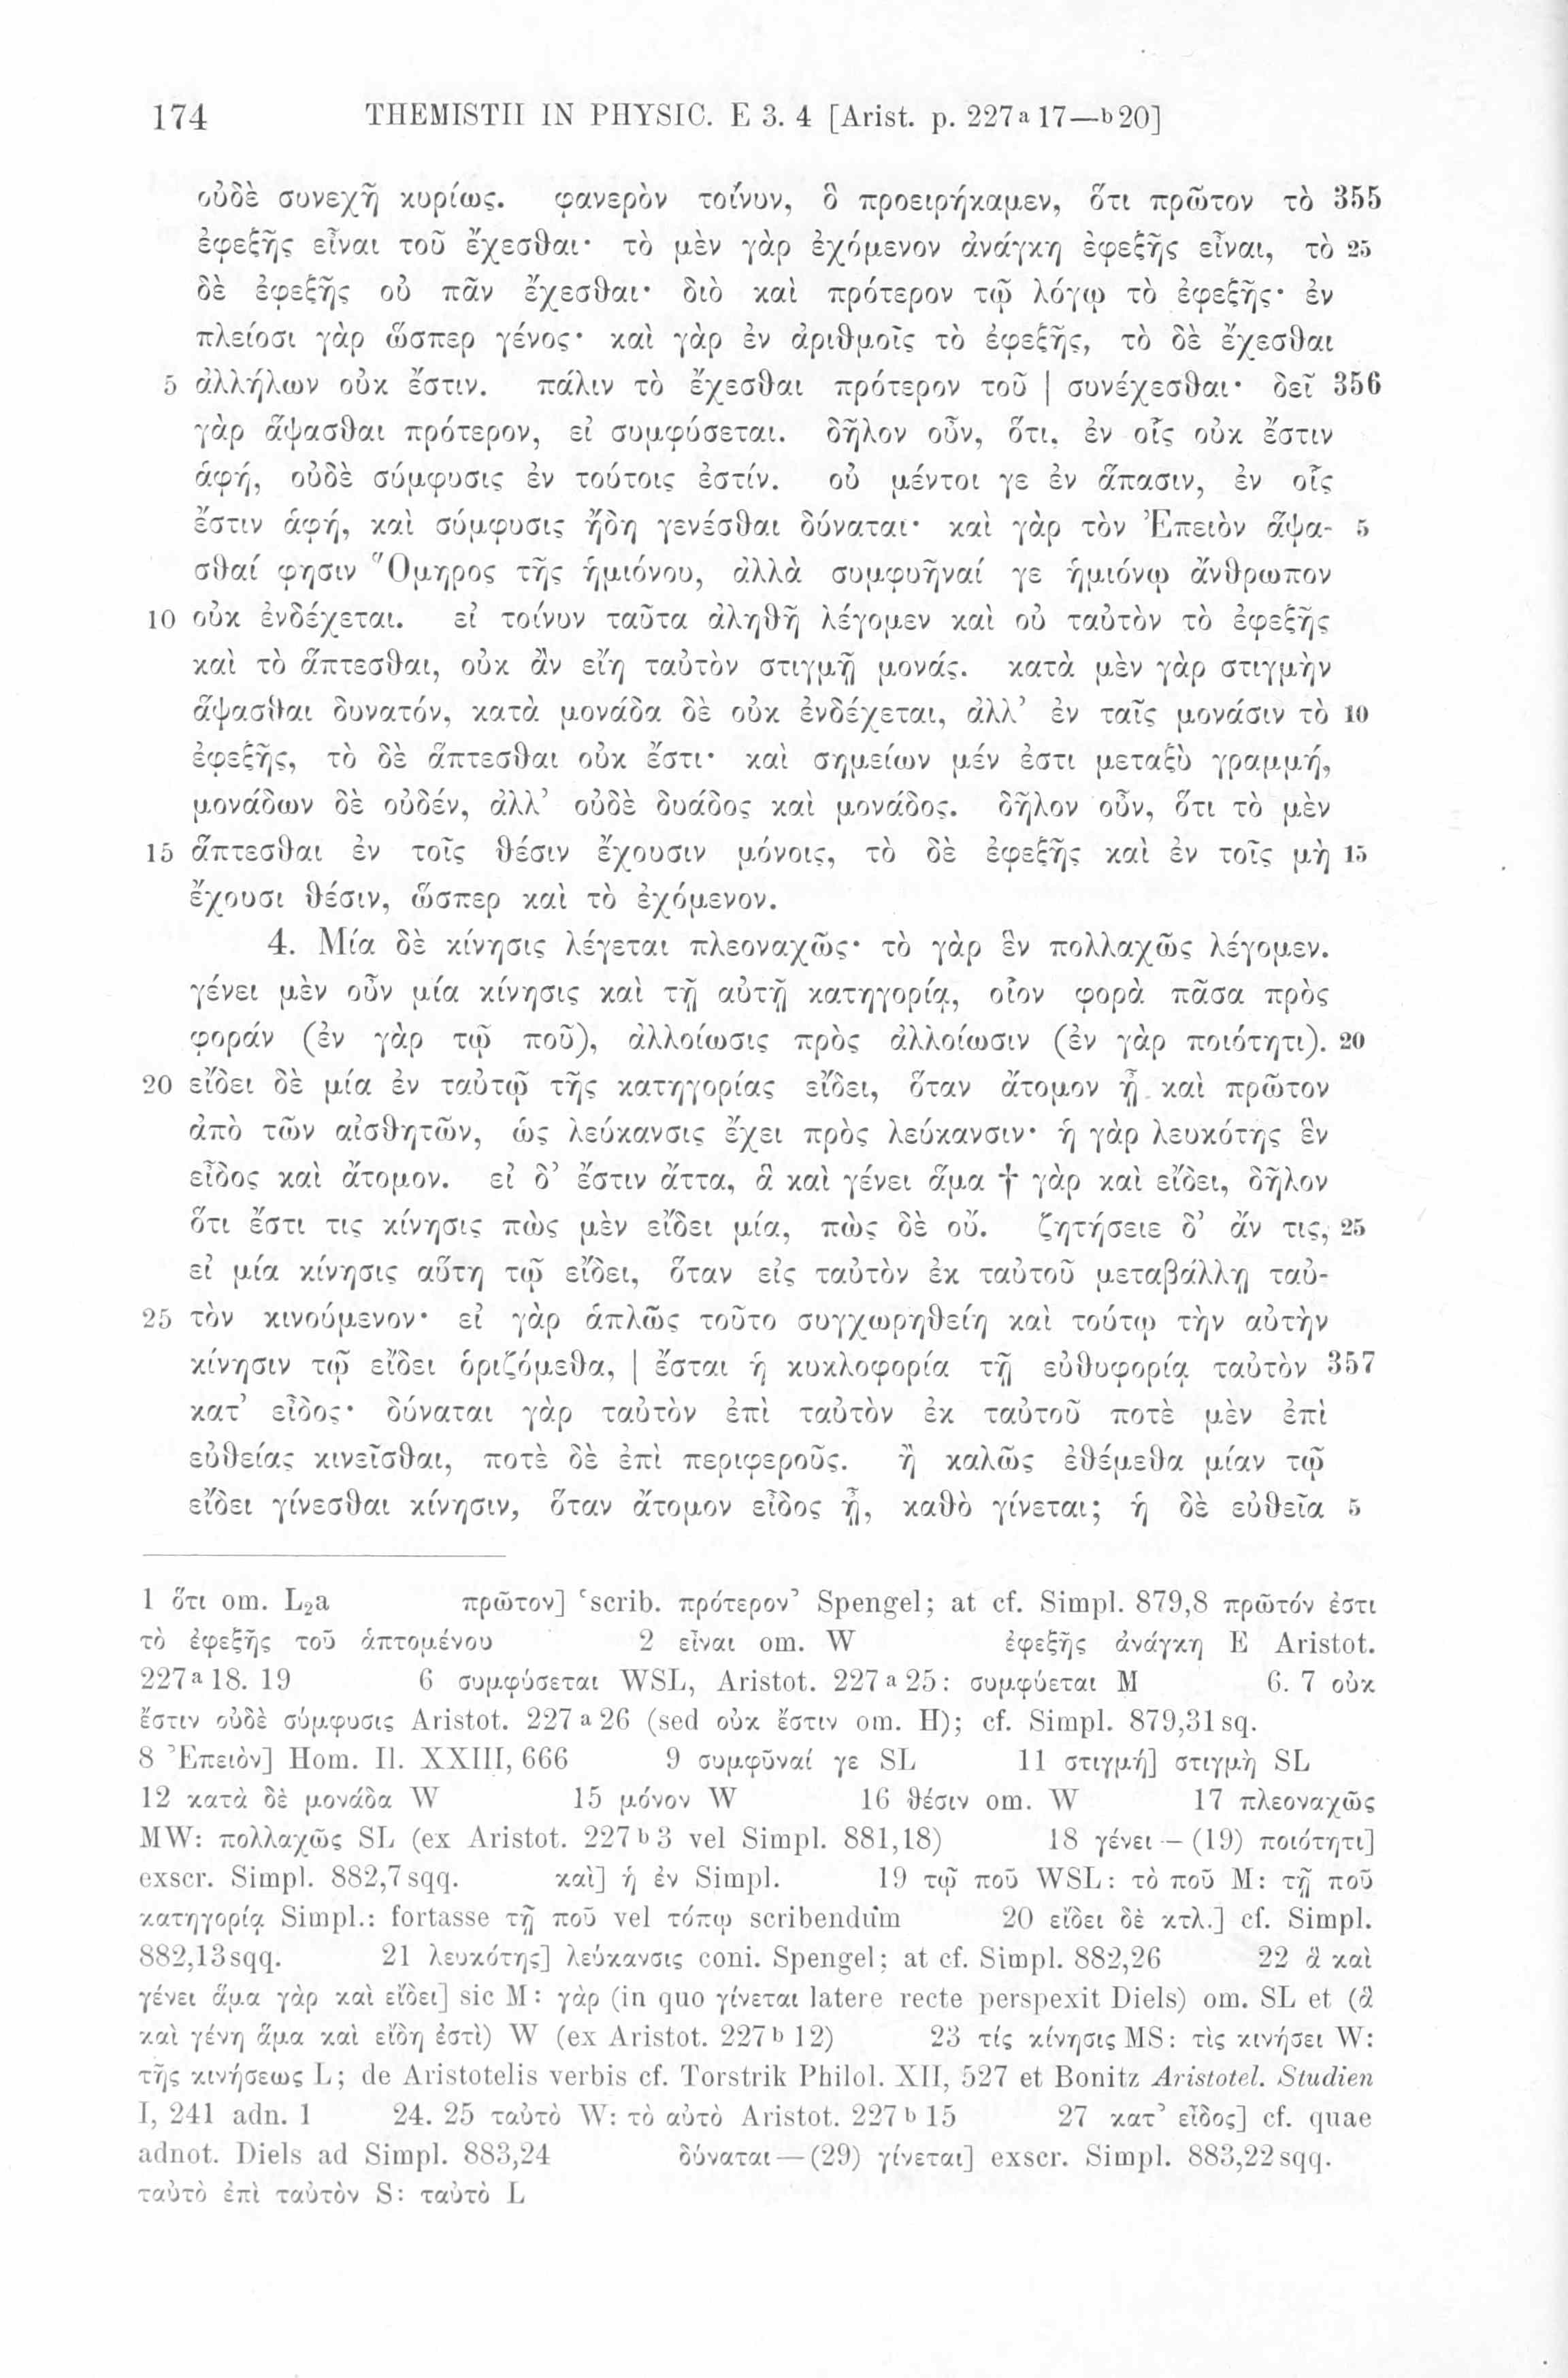 174 THEMISTII IN PHYSIC. E 3. 4 [Arist. p. 227a 17—b20]
οὐδὲ συνεχῆ κυρίως. φανερὸν τοίνυν, ὃ προειρήκαμεν, ὅτι πρῶτον τὸ 355
ἐφεξῆς εἶναι τοῦ ἔχεσθαι· τὸ μὲν γὰρ ἐχόμενον ἀνάγκη ἐφεξῆς εἶναι, τὸ 25
δὲ ἐφεξῆς οὐ πᾶν ἔχεσθαι· διὸ καὶ πρότερον τῷ λόγῳ τὸ ἐφεξῆς· ἐν
πλείοσι γὰρ ὥσπερ γένος· καὶ γὰρ ἐν ἀριθμοῖς τὸ ἐφεξῆς, τὸ δὲ ἔχεσθαι
5 ἀλλήλων οὐκ ἔστιν. πάλιν τὸ ἔχεσθαι πρότερον τοῦ | συνέχεσθαι· δεῖ 356
γὰρ ἅψασθαι πρότερον, εἰ συμφύσεται. δῆλον οὖν, ὅτι, ἐν οἷς οὐκ ἔστιν
ἁφή, οὐδὲ σύμφυσις ἐν τούτοις ἐστίν. οὐ μέντοι γε ἐν ἅπασιν, ἐν οἷς
ἔστιν ἁφή, καὶ σύμφυσις ἤδη γενέσθαι δύναται· καὶ γὰρ τὸν Ἐπειὸν ἅψα- 5
σθαί φησιν Ὅμηρος τῆς ἡμιόνου, ἀλλὰ συμφυῆναί γε ἡμιόνῳ ἄνθρωπον
10 οὐκ ἐνδέχεται. εἰ τοίνυν ταῦτα ἀληθῆ λέγομεν καὶ οὐ ταὐτὸν τὸ ἐφεξῆς
καὶ τὸ ἅπτεσθαι, οὐκ ἂν εἴη ταὐτὸν στιγμῇ μονάς. κατὰ μὲν γὰρ στιγμὴν
ἅψασθαι δυνατόν, κατὰ μονάδα δὲ οὐκ ἐνδέχεται, ἀλλ’ ἐν ταῖς μονάσιν τὸ 10
ἐφεξῆς, τὸ δὲ ἅπτεσθαι οὐκ ἔστι· καὶ σημείων μέν ἐστι μεταξὺ γραμμή,
μονάδων δὲ οὐδέν, ἀλλ’ οὐδὲ δυάδος καὶ μονάδος. δῆλον οὖν, ὅτι τὸ μὲν
15 ἅπτεσθαι ἐν τοῖς θέσιν ἔχουσιν μόνοις, τὸ δὲ ἐφεξῆς καὶ ἐν τοῖς μὴ 15
ἔχουσι θέσιν, ὥσπερ καὶ τὸ ἐχόμενον.
4. Μία δὲ κίνησις λέγεται πλεοναχῶς· τὸ γὰρ ἓν πολλαχῶς λέγομεν.
γένει μὲν οὖν μία κίνησις καὶ τῇ αὐτῇ κατηγορίᾳ, οἷον φορὰ πᾶσα πρὸς
φοράν (ἐν γὰρ τῷ ποῦ), ἀλλοίωσις πρὸς ἀλλοίωσιν (ἐν γὰρ ποιότητι). 20
20 εἴδει δὲ μία ἐν ταὐτῷ τῆς κατηγορίας εἴδει, ὅταν ἄτομον ᾖ καὶ πρῶτον
ἀπὸ τῶν αἰσθητῶν, ὡς λεύκανσις ἔχει πρὸς λεύκανσιν· ἡ γὰρ λευκότης ἓν
εἶδος καὶ ἄτομον. εἰ δ’ ἔστιν ἄττα, ἃ καὶ γένει ἅμα † γὰρ καὶ εἴδει, δῆλον
ὅτι ἔστι τις κίνησις πὼς μὲν εἴδει μία, πὼς δὲ οὔ. ζητήσειε δ’ ἄν τις, 25
εἰ μία κίνησις αὕτη τῷ εἴδει, ὅταν εἰς ταὐτὸν ἐκ ταὐτοῦ μεταβάλλῃ ταὐ-
25 τὸν κινούμενον· εἰ γὰρ ἁπλῶς τοῦτο συγχωρηθείη καὶ τούτῳ τὴν αὐτὴν
κίνησιν τῷ εἴδει ὁριζόμεθα, | ἔσται ἡ κυκλοφορία τῇ εὐθυφορίᾳ ταὐτὸν 357
κατ’ εἶδος· δύναται γὰρ ταὐτὸν ἐπὶ ταὐτὸν ἐκ ταὐτοῦ ποτὲ μὲν ἐπὶ
εὐθείας κινεῖσθαι, ποτὲ δὲ ἐπὶ περιφεροῦς. ἢ καλῶς ἐθέμεθα μίαν τῷ
εἴδει γίνεσθαι κίνησιν, ὅταν ἄτομον εἶδος ᾖ, καθὸ γίνεται; ἡ δὲ εὐθεῖα 5
1 ὅτι om. L2a πρῶτον] ‘scrib. πρότερον’ Spengel; at cf. Simpl. 879,8 πρῶτόν ἐστι
τὸ ἐφεξῆς τοῦ ἁπτομένου 2 εἶναι om. W ἐφεξῆς ἀνάγκη E Aristot.
227a 18. 19 6 συμφύσεται WSL, Aristot. 227a 25: συμφύεται M 6. 7 οὐκ
ἔστιν οὐδὲ σύμφυσις Aristot. 227a 26 (sed οὐκ ἔστιν om. H); cf. Simpl. 879,31sq.
8 Ἐπειὸν] Hom. Il. XXIII, 666 9 συμφῦναί γε SL 11 στιγμή] στιγμὴ SL
12 κατὰ δὲ μονάδα W 15 μόνον W 16 θέσιν om. W 17 πλεοναχῶς
MW: πολλαχῶς SL (ex Aristot. 227b 3 vel Simpl. 881,18) 18 γένει — (19) ποιότητι]
exscr. Simpl. 882,7sqq. καὶ] ἡ ἐν Simpl. 19 τῷ ποῦ WSL: τὸ ποῦ M: τῇ ποῦ
κατηγορίᾳ Simpl.: fortasse τῇ ποῦ vel τόπῳ scribendum 20 εἴδει δὲ κτλ.] cf. Simpl.
882,13sqq. 21 λευκότης] λεύκανσις coni. Spengel; at cf. Simpl. 882,26 22 ἃ καὶ
γένει ἅμα γὰρ καὶ εἴδει] sic M: γὰρ (in quo γίνεται latere recte perspexit Diels) om. SL et (ἃ
καὶ γένη ἅμα καὶ εἴδη ἐστὶ) W (ex Aristot. 227b 12) 23 τίς κίνησις MS: τὶς κινήσει W:
τῆς κινήσεως L; de Aristotelis verbis cf. Torstrik Philol. XII, 527 et Bonitz Aristotel. Studien
I, 241 adn. 1 24. 25 ταὐτὸ W: τὸ αὐτὸ Aristot. 227b 15 27 κατ’ εἶδος] cf. quae
adnot. Diels ad Simpl. 883,24 δύναται — (29) γίνεται] exscr. Simpl. 883,22sqq.
ταὐτὸ ἐπὶ ταὐτὸν S: ταὐτὸ L